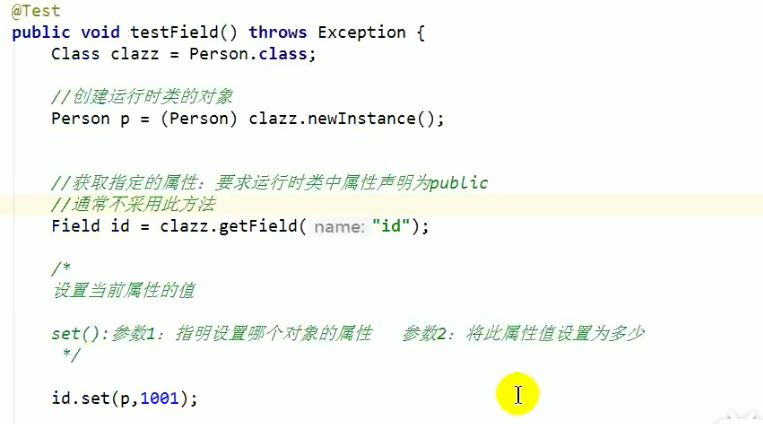 @Test
public void testField() throws Exception {
Class clazz = Person.class;
//创建运行时类的对象
Person p = (Person) clazz.newInstance();
//获取指定的属性：要求运行时类中属性声明为public
//通常不采用此方法
Field id = clazz.getField( name: "id");
/*
设置当前属性的值
set():参数1：指明设置哪个对象的属性 参数2：将此属性值设置为多少
*/
id.set(p,1001);